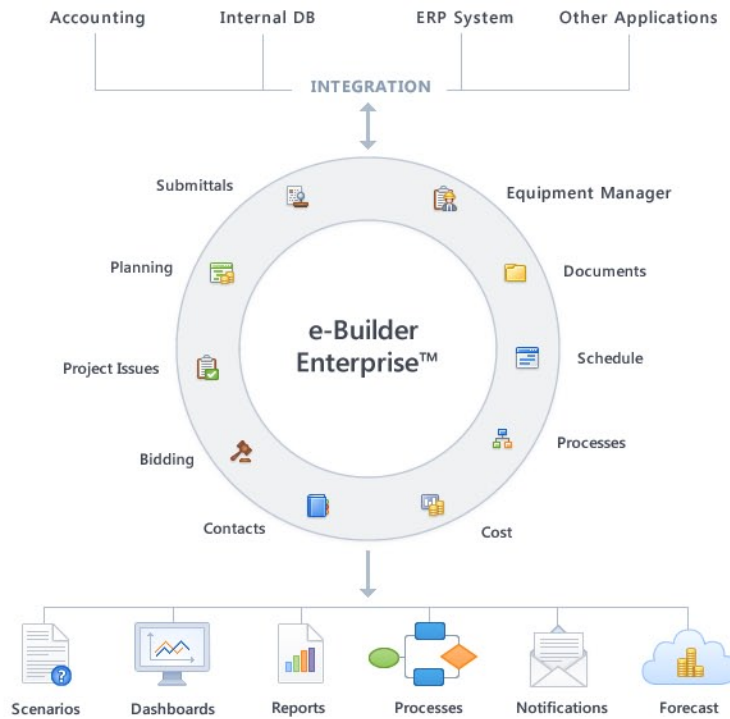 Accounting
Internal DB
ERP System
Other Applications
INTEGRATION
Submittals
Equipment Manager
Planning
Documents
Project Issues
Schedule
Bidding
Processes
Contacts
Cost
e-Builder
Enterprise™
?
Scenarios
Dashboards
Reports
Processes
Notifications
Forecast